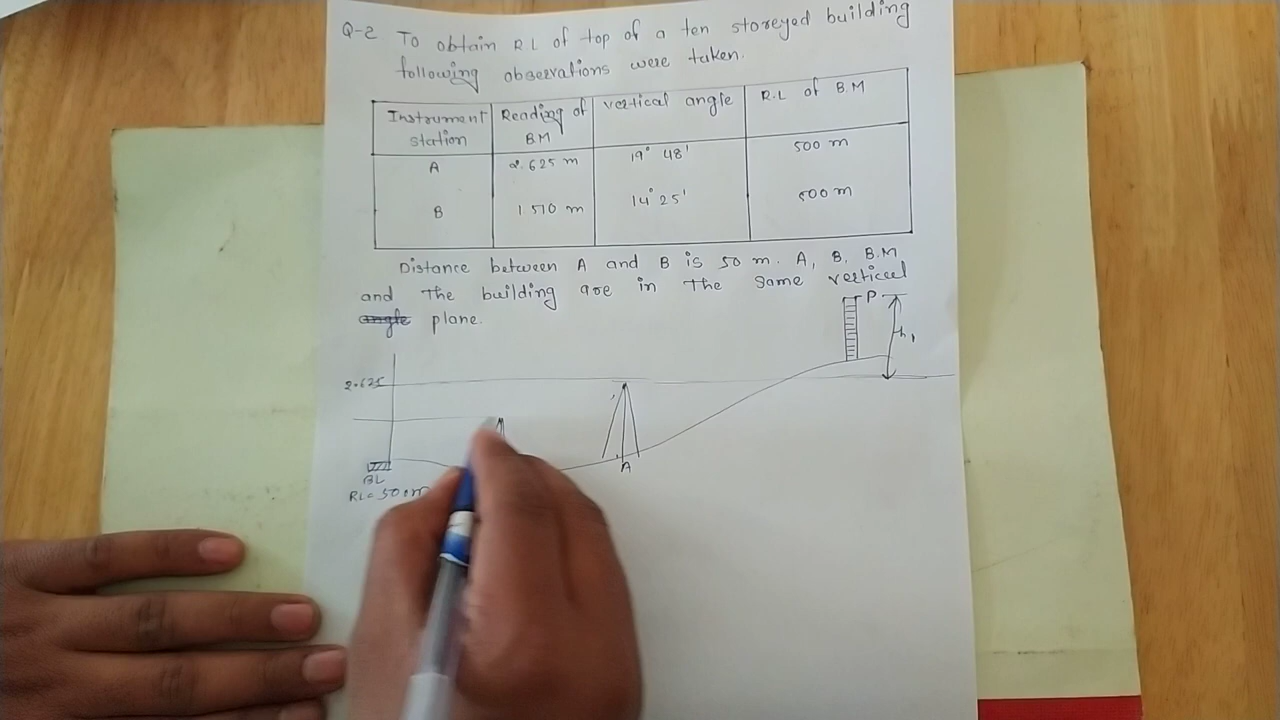 Q-2 To obtain RL of top of a ten storeyed building
following observations were taken.
Instrument station Reading of BM vertical angle R.L of B.M
A 2.625 m 19° 48' 500 m
B 1.510 m 14° 25' 500 m
Distance between A and B is 50 m. A, B, B.M
and The building are in The same vertical
angle plane.
P
h1
2.625
A
BL
RL = 500m